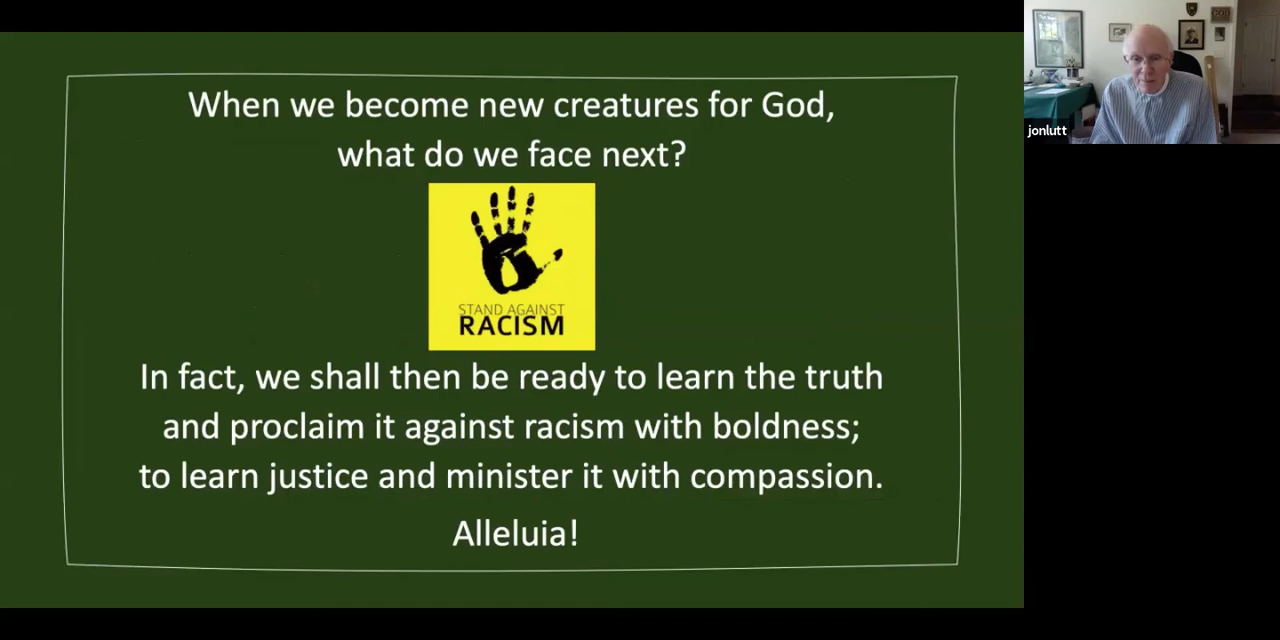 When we become new creatures for God,
what do we face next?
STAND AGAINST
RACISM
In fact, we shall then be ready to learn the truth
and proclaim it against racism with boldness;
to learn justice and minister it with compassion.
Alleluia!
jonlutt